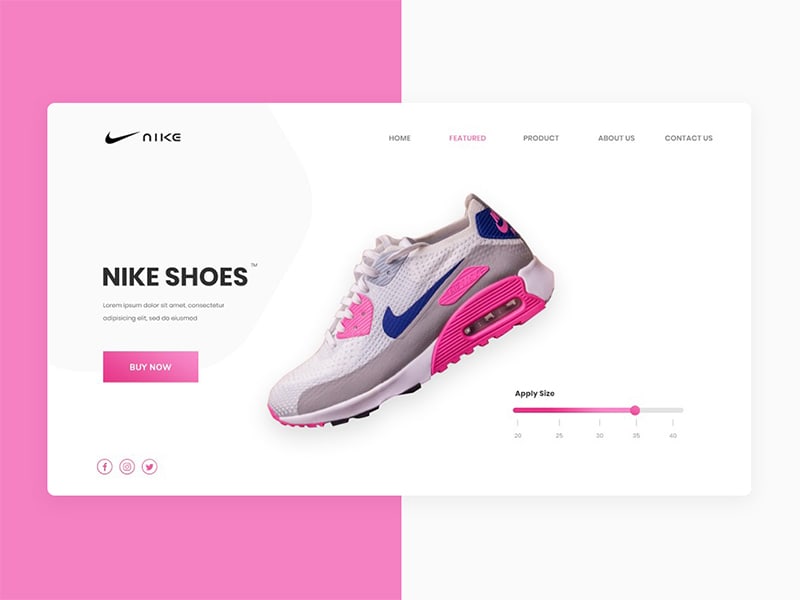 NIKE
HOME
FEATURED
PRODUCT
ABOUT US
CONTACT US
NIKE SHOES™
Lorem ipsum dolor sit amet, consectetur
adipisicing elit, sed do eiusmod
BUY NOW
Apply Size
20 25 30 35 40